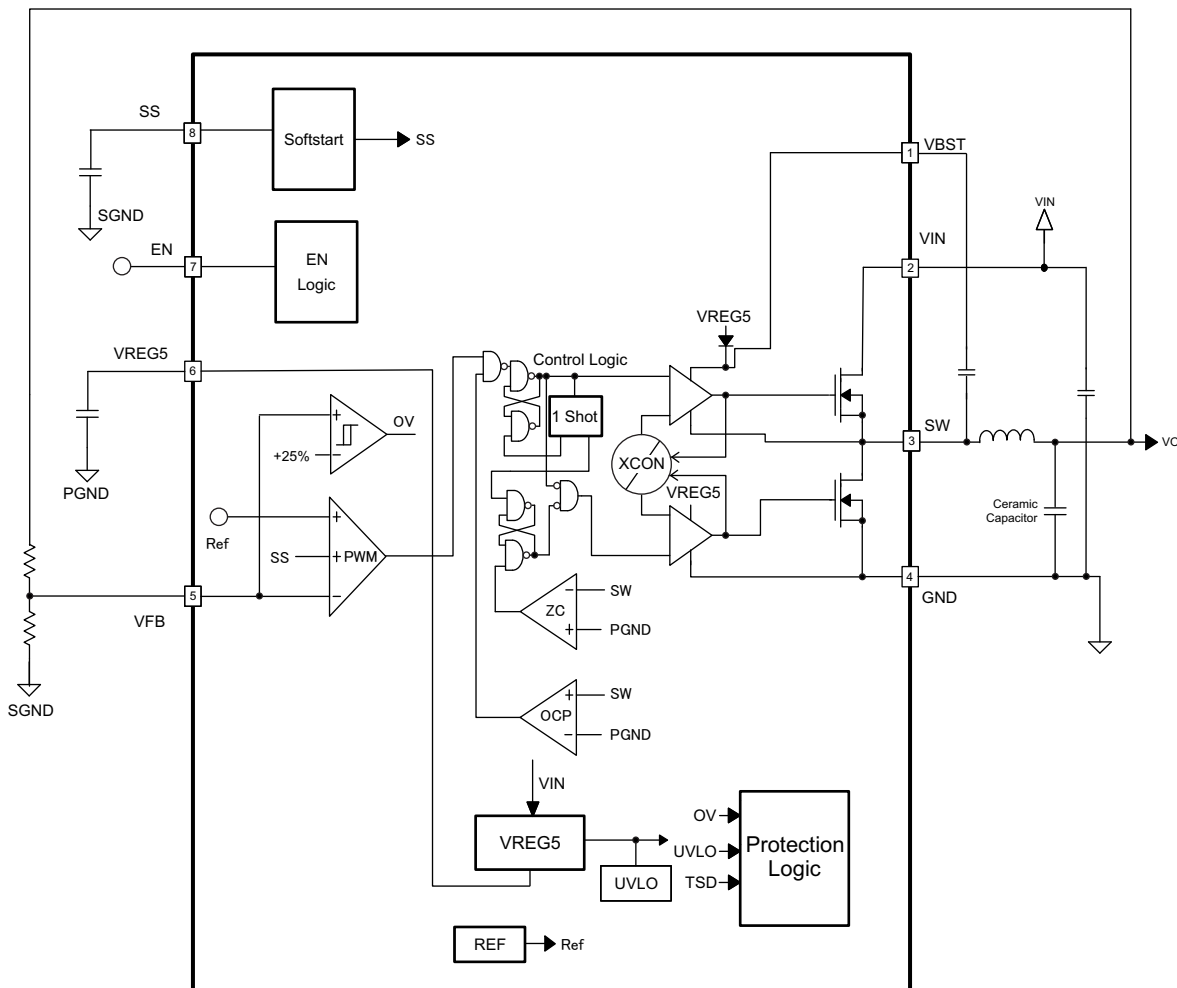 SS
8
Softstart
SS
SGND
1
VBST
VIN
VIN
EN
7
EN
Logic
2
VREG5
VREG5
6
Control Logic
1 Shot
+
OV
+25%
−
PGND
XCON
3
SW
VO
VREG5
Ceramic
Capacitor
Ref
+
SS
+
PWM
−
5
VFB
4
GND
−
SW
ZC
+
PGND
SGND
+
SW
OCP
−
PGND
VIN
VREG5
UVLO
OV
UVLO
TSD
Protection
Logic
REF
Ref